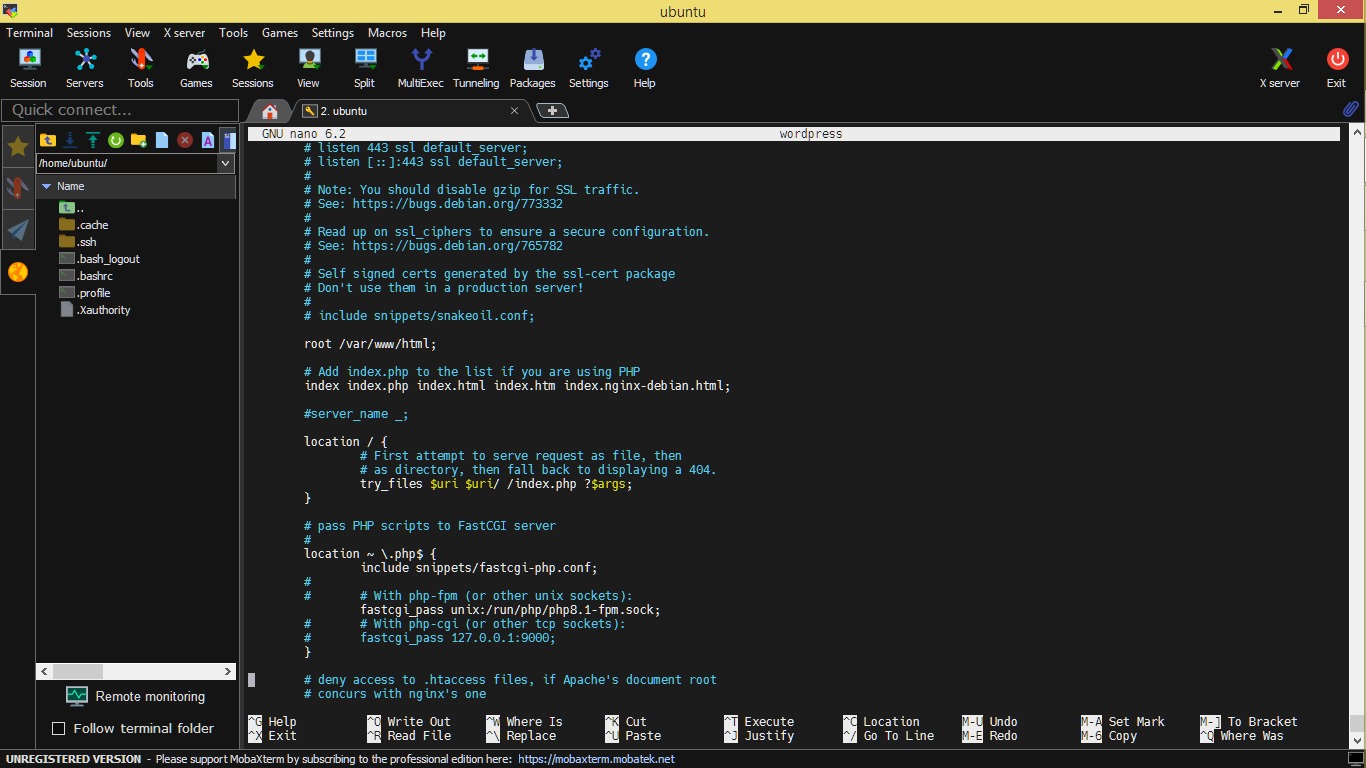 ubuntu
Terminal Sessions View X server Tools Games Settings Macros Help
Session Servers Tools Games Sessions View Split MultiExec Tunneling Packages Settings Help X server Exit
Quick connect...
2. ubuntu
/home/ubuntu/
Name
..
.cache
.ssh
.bash_logout
.bashrc
.profile
.Xauthority
Remote monitoring
Follow terminal folder
GNU nano 6.2 wordpress
# listen 443 ssl default_server;
# listen [::]:443 ssl default_server;
#
# Note: You should disable gzip for SSL traffic.
# See: https://bugs.debian.org/773332
#
# Read up on ssl_ciphers to ensure a secure configuration.
# See: https://bugs.debian.org/765782
#
# Self signed certs generated by the ssl-cert package
# Don't use them in a production server!
#
# include snippets/snakeoil.conf;
root /var/www/html;
# Add index.php to the list if you are using PHP
index index.php index.html index.htm index.nginx-debian.html;
#server_name _;
location / {
# First attempt to serve request as file, then
# as directory, then fall back to displaying a 404.
try_files $uri $uri/ /index.php ?$args;
}
# pass PHP scripts to FastCGI server
#
location ~ \.php$ {
include snippets/fastcgi-php.conf;
#
# # With php-fpm (or other unix sockets):
fastcgi_pass unix:/run/php/php8.1-fpm.sock;
# # With php-cgi (or other tcp sockets):
# fastcgi_pass 127.0.0.1:9000;
}
# deny access to .htaccess files, if Apache's document root
# concurs with nginx's one
^G Help ^O Write Out ^W Where Is ^K Cut ^T Execute ^C Location M-U Undo M-A Set Mark M-] To Bracket
^X Exit ^R Read File ^\ Replace ^U Paste ^J Justify ^/ Go To Line M-E Redo M-6 Copy ^Q Where Was
UNREGISTERED VERSION - Please support MobaXterm by subscribing to the professional edition here: https://mobaxterm.mobatek.net